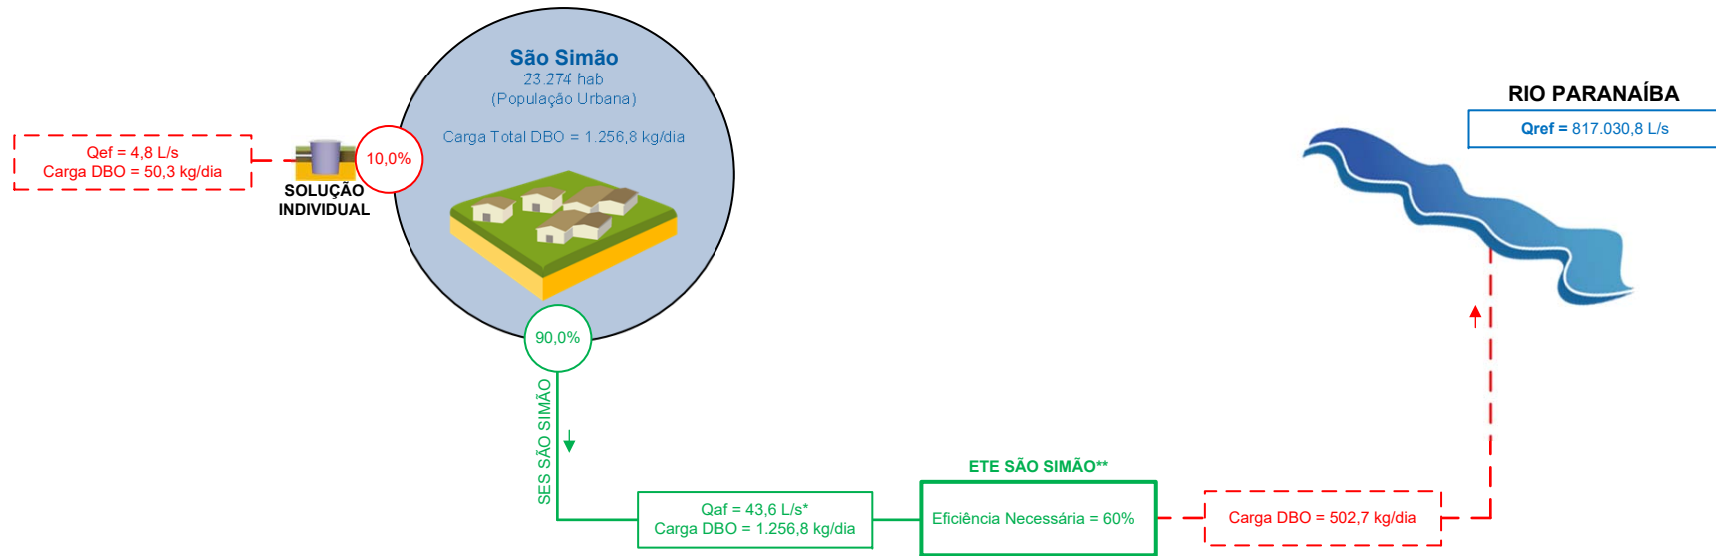 São Simão
23.274 hab
(População Urbana)
Carga Total DBO = 1.256,8 kg/dia
Qef = 4,8 L/s
Carga DBO = 50,3 kg/dia
SOLUÇÃO
INDIVIDUAL
10,0%
90,0%
SES SÃO SIMÃO
Qaf = 43,6 L/s*
Carga DBO = 1.256,8 kg/dia
ETE SÃO SIMÃO**
Eficiência Necessária = 60%
Carga DBO = 502,7 kg/dia
RIO PARANAÍBA
Qref = 817.030,8 L/s